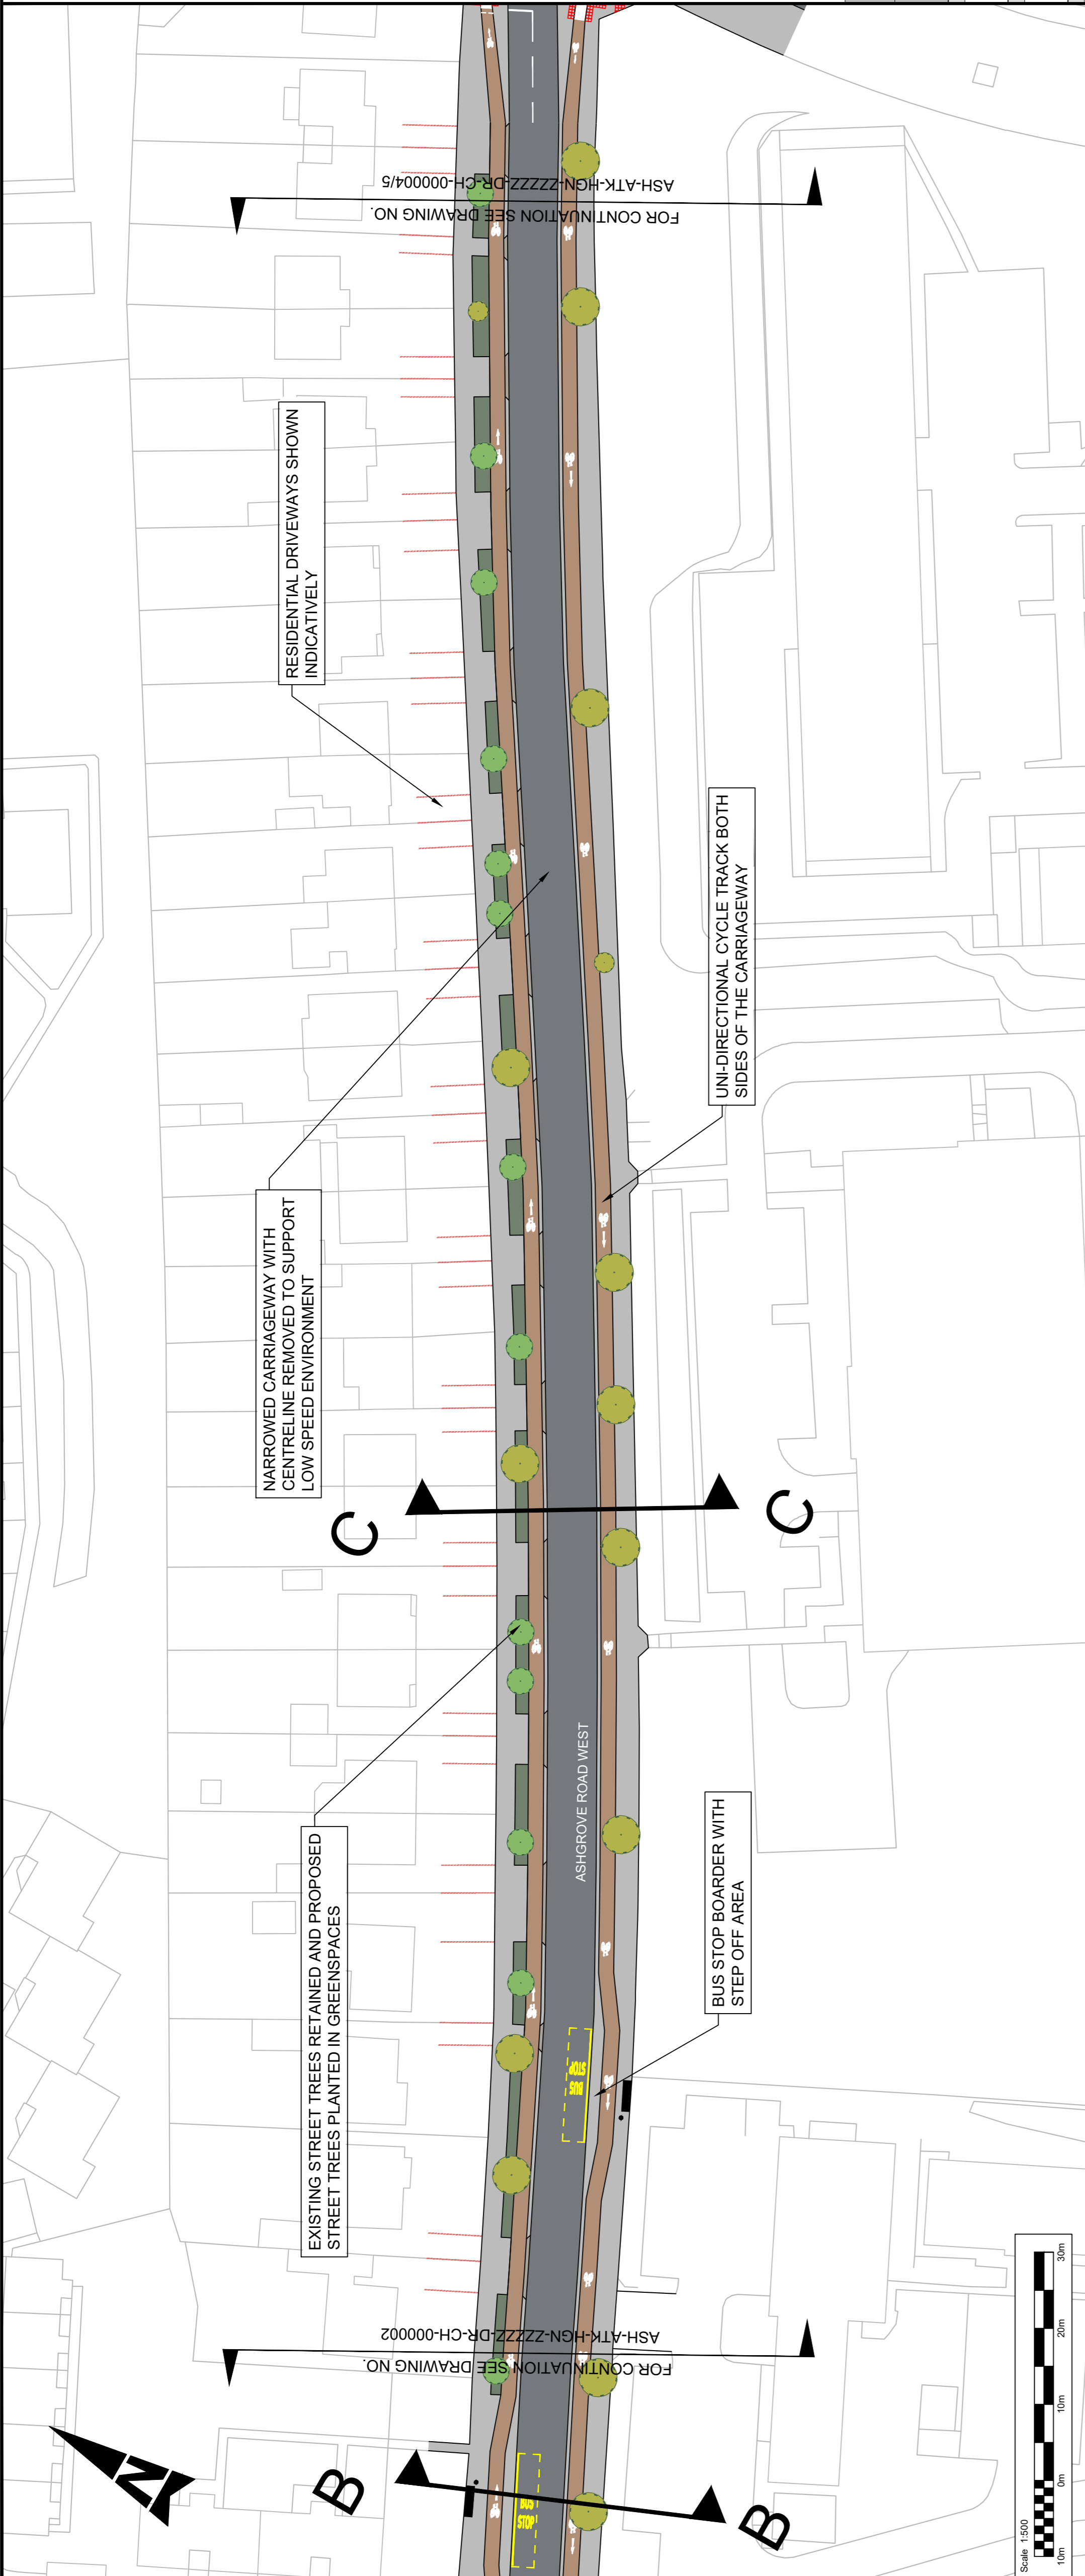 ASH-ATK-HGN-ZZZZZ-DR-CH-000004/5
FOR CONTINUATION SEE DRAWING NO.
RESIDENTIAL DRIVEWAYS SHOWN
INDICATIVELY
UNI-DIRECTIONAL CYCLE TRACK BOTH
SIDES OF THE CARRIAGEWAY
NARROWED CARRIAGEWAY WITH
CENTRELINE REMOVED TO SUPPORT
LOW SPEED ENVIRONMENT
C
C
ASHGROVE ROAD WEST
BUS STOP BOARDER WITH
STEP OFF AREA
EXISTING STREET TREES RETAINED AND PROPOSED
STREET TREES PLANTED IN GREENSPACES
BUS
STOP
FOR CONTINUATION SEE DRAWING NO.
ASH-ATK-HGN-ZZZZZ-DR-CH-000002
N
B
B
BUS
STOP
Scale 1:500
10m 0m 10m 20m 30m